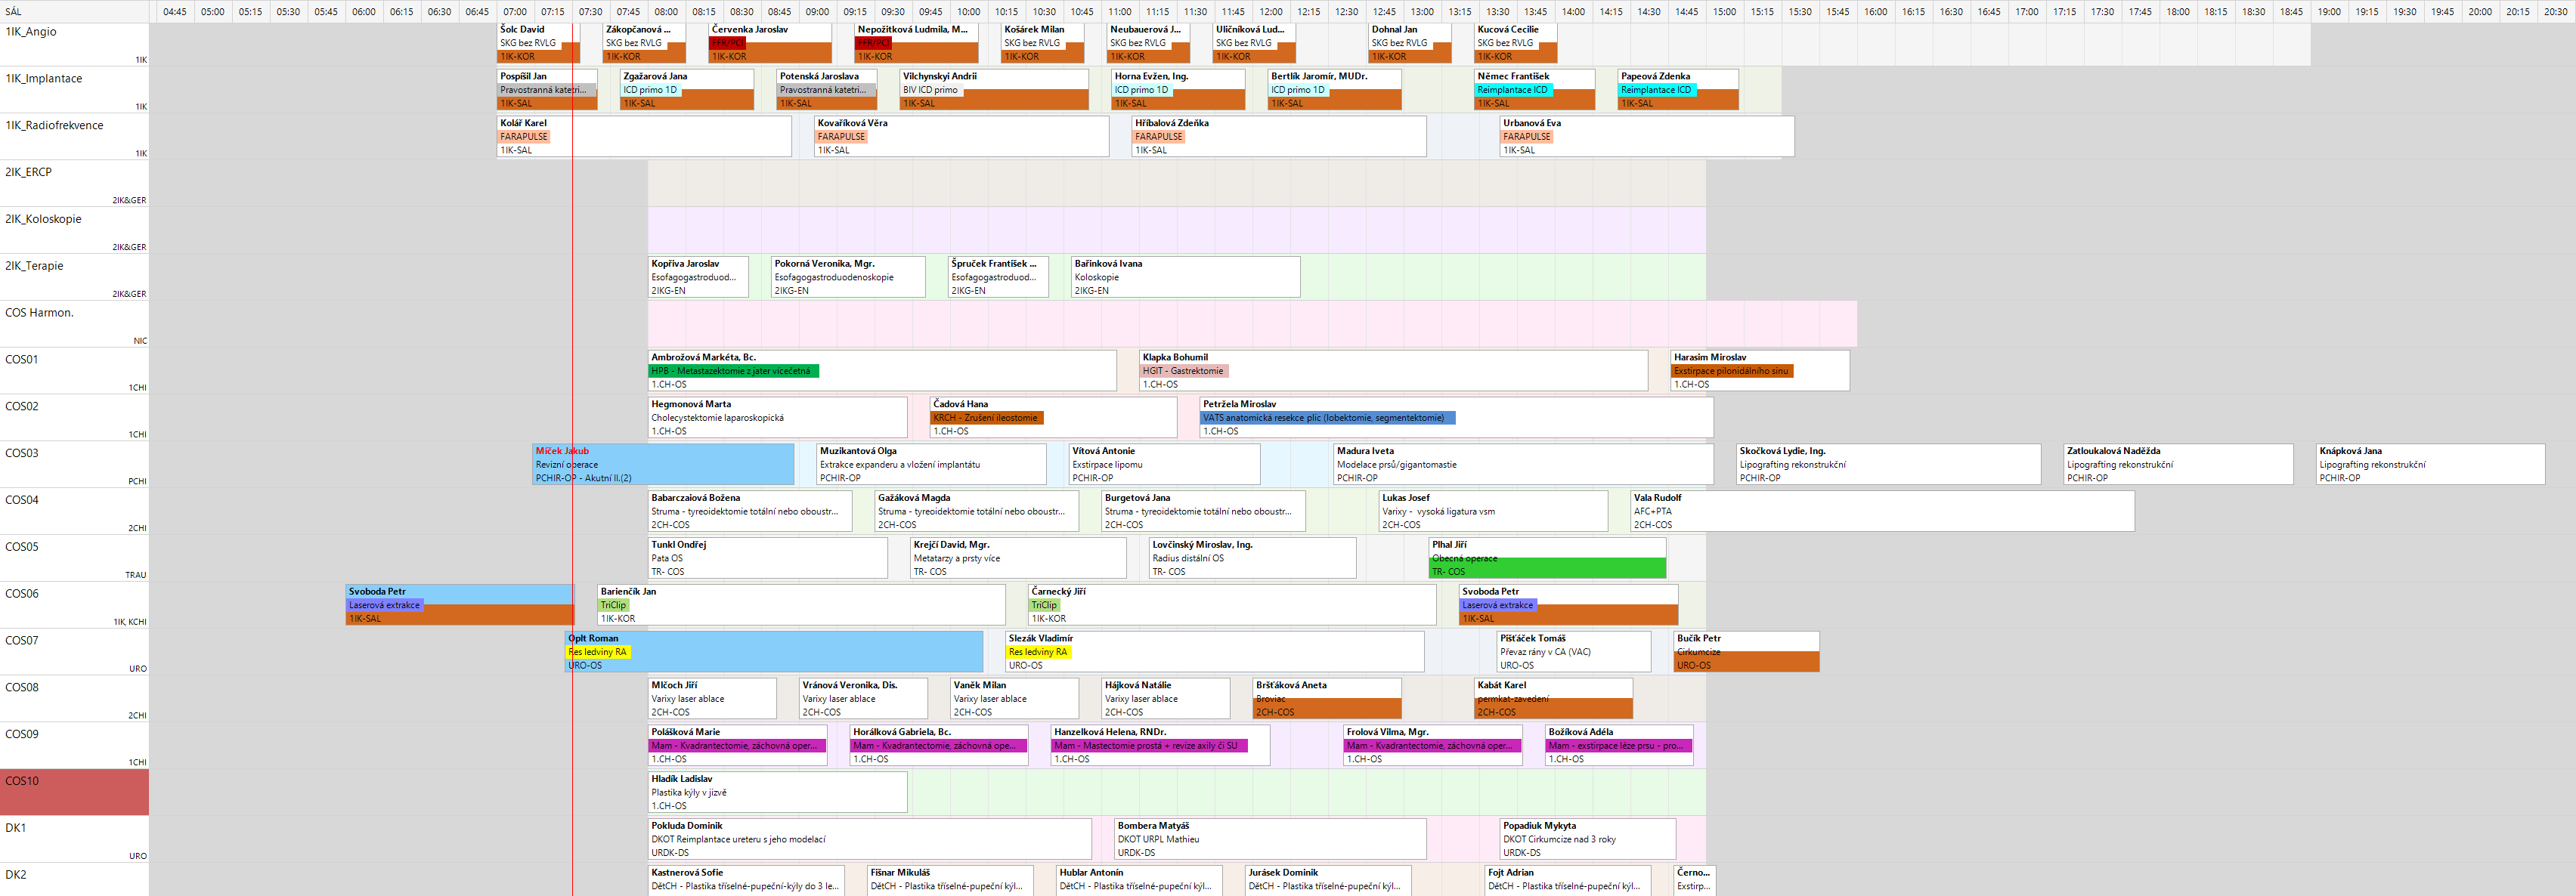 SÁL 04:45 05:00 05:15 05:30 05:45 06:00 06:15 06:30 06:45 07:00 07:15 07:30 07:45 08:00 08:15 08:30 08:45 09:00 09:15 09:30 09:45 10:00 10:15 10:30 10:45 11:00 11:15 11:30 11:45 12:00 12:15 12:30 12:45 13:00 13:15 13:30 13:45 14:00 14:15 14:30 14:45 15:00 15:15 15:30 15:45 16:00 16:15 16:30 16:45 17:00 17:15 17:30 17:45 18:00 18:15 18:30 18:45 19:00 19:15 19:30 19:45 20:00 20:15 20:30
1IK_Angio Šolc David Zákopčanová ... Červenka Jaroslav Nepožitková Ludmila, M... Košárek Milan Neubauerová J... Uličníková Lud... Dohnal Jan Kucová Cecilie
SKG bez RVLG SKG bez RVLG FFR/PCI FFR/PCI SKG bez RVLG SKG bez RVLG SKG bez RVLG SKG bez RVLG SKG bez RVLG
1IK 1IK-KOR 1IK-KOR 1IK-KOR 1IK-KOR 1IK-KOR 1IK-KOR 1IK-KOR 1IK-KOR 1IK-KOR
1IK_Implantace Pospíšil Jan Zgažarová Jana Potenská Jaroslava Vilchynskyi Andrii Horna Evžen, Ing. Bertlík Jaromír, MUDr. Němec František Papeová Zdenka
Pravostranná katetri... ICD primo 1D Pravostranná katetri... BIV ICD primo ICD primo 1D ICD primo 1D Reimplantace ICD Reimplantace ICD
1IK 1IK-SAL 1IK-SAL 1IK-SAL 1IK-SAL 1IK-SAL 1IK-SAL 1IK-SAL 1IK-SAL
1IK_Radiofrekvence Kolář Karel Kovaříková Věra Hříbalová Zdeňka Urbanová Eva
FARAPULSE FARAPULSE FARAPULSE FARAPULSE
1IK 1IK-SAL 1IK-SAL 1IK-SAL 1IK-SAL
2IK_ERCP
2IK&GER
2IK_Koloskopie
2IK&GER
2IK_Terapie Kopřiva Jaroslav Pokorná Veronika, Mgr. Špruček František ... Bařinková Ivana
Esofagogastroduod... Esofagogastroduodenoskopie Esofagogastroduod... Koloskopie
2IK&GER 2IKG-EN 2IKG-EN 2IKG-EN 2IKG-EN
COS Harmon.
NIC
COS01 Ambrožová Markéta, Bc. Klapka Bohumil Harasim Miroslav
HPB - Metastazektomie z jater vícečetná HGIT - Gastrektomie Exstirpace pilonidálního sinu
1CHI 1.CH-OS 1.CH-OS 1.CH-OS
COS02 Hegmonová Marta Čadová Hana Petržela Miroslav
Cholecystektomie laparoskopická KRCH - Zrušení ileostomie VATS anatomická resekce plic (lobektomie, segmentektomie)
1CHI 1.CH-OS 1.CH-OS 1.CH-OS
COS03 Míček Jakub Muzikantová Olga Vítová Antonie Madura Iveta Skočková Lydie, Ing. Zatloukalová Naděžda Knápková Jana
Revizní operace Extrakce expanderu a vložení implantátu Exstirpace lipomu Modelace prsů/gigantomastie Lipografting rekonstrukční Lipografting rekonstrukční Lipografting rekonstrukční
PCHI PCHIR-OP - Akutní II.(2) PCHIR-OP PCHIR-OP PCHIR-OP PCHIR-OP PCHIR-OP PCHIR-OP
COS04 Babarczaiová Božena Gažáková Magda Burgetová Jana Lukas Josef Vala Rudolf
Struma - tyreoidektomie totální nebo oboustr... Struma - tyreoidektomie totální nebo oboustr... Struma - tyreoidektomie totální nebo oboustr... Varixy - vysoká ligatura vsm AFC+PTA
2CHI 2CH-COS 2CH-COS 2CH-COS 2CH-COS 2CH-COS
COS05 Tunkl Ondřej Krejčí David, Mgr. Lovčinský Miroslav, Ing. Plhal Jiří
Pata OS Metatarzy a prsty více Radius distální OS Obecná operace
TRAU TR- COS TR- COS TR- COS TR- COS
COS06 Svoboda Petr Barienčík Jan Čarnecký Jiří Svoboda Petr
Laserová extrakce TriClip TriClip Laserová extrakce
1IK, KCHI 1IK-SAL 1IK-KOR 1IK-KOR 1IK-SAL
COS07 Oplt Roman Slezák Vladimír Píšťáček Tomáš Bučík Petr
Res ledviny RA Res ledviny RA Převaz rány v CA (VAC) Cirkumcize
URO URO-OS URO-OS URO-OS URO-OS
COS08 Mlčoch Jiří Vránová Veronika, Dis. Vaněk Milan Hájková Natálie Bršťáková Aneta Kabát Karel
Varixy laser ablace Varixy laser ablace Varixy laser ablace Varixy laser ablace Broviac permkat-zavedení
2CHI 2CH-COS 2CH-COS 2CH-COS 2CH-COS 2CH-COS 2CH-COS
COS09 Polášková Marie Horálková Gabriela, Bc. Hanzelková Helena, RNDr. Frolová Vilma, Mgr. Božíková Adéla
Mam - Kvadrantectomie, záchovná oper... Mam - Kvadrantectomie, záchovná ope... Mam - Mastectomie prostá + revize axily či SU Mam - Kvadrantectomie, záchovná oper... Mam - exstirpace léze prsu - pro...
1CHI 1.CH-OS 1.CH-OS 1.CH-OS 1.CH-OS 1.CH-OS
COS10 Hladík Ladislav
Plastika kýly v jizvě
1.CH-OS
DK1 Pokluda Dominik Bombera Matyáš Popadiuk Mykyta
DKOT Reimplantace ureteru s jeho modelací DKOT URPL Mathieu DKOT Cirkumcize nad 3 roky
URO URDK-DS URDK-DS URDK-DS
DK2 Kastnerová Sofie Fišnar Mikuláš Hublar Antonín Jurásek Dominik Fojt Adrian Černo...
DětCH - Plastika tříselné-pupeční-kýly do 3 le... DětCH - Plastika tříselné-pupeční kýl... DětCH - Plastika tříselné-pupeční kýl... DětCH - Plastika tříselné-pupeční kýl... DětCH - Plastika tříselné-pupeční kýl... Exstirp...